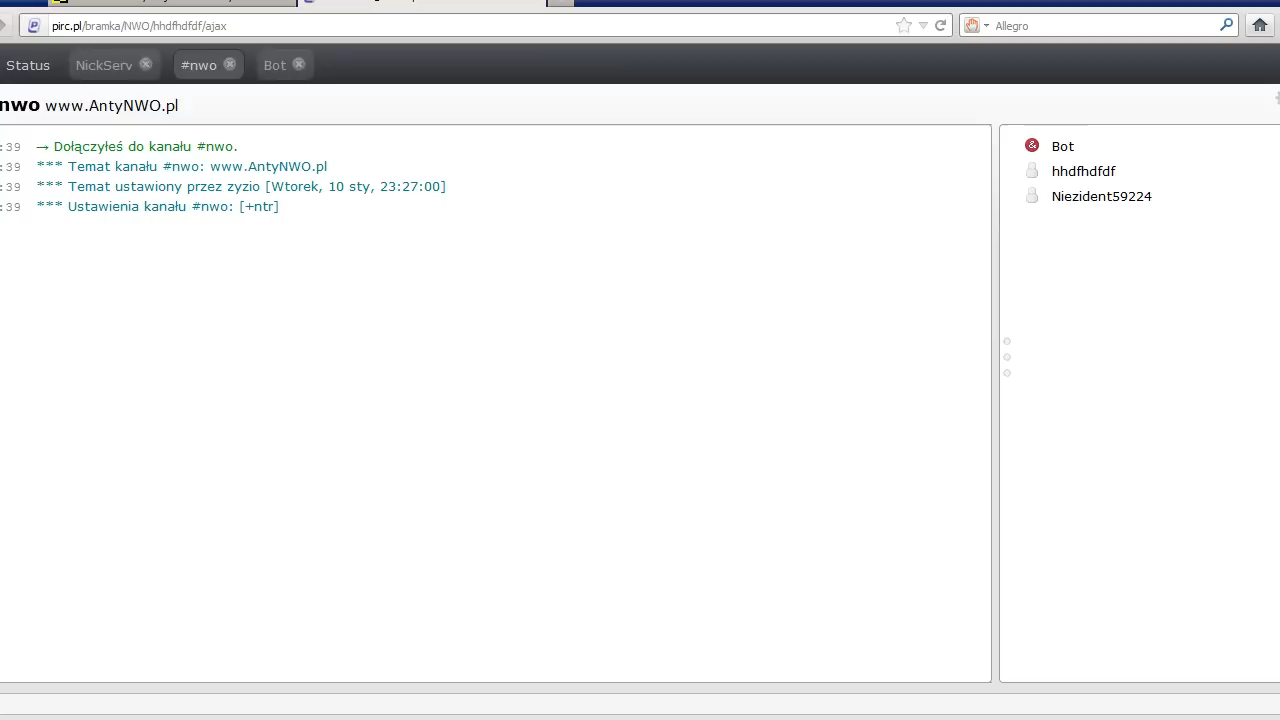 pirc.pl/bramka/NWO/hhdfhdfdf/ajax
Allegro
Status
NickServ
#nwo
Bot
nwo www.AntyNWO.pl
:39 → Dołączyłeś do kanału #nwo.
:39 *** Temat kanału #nwo: www.AntyNWO.pl
:39 *** Temat ustawiony przez zyzio [Wtorek, 10 sty, 23:27:00]
:39 *** Ustawienia kanału #nwo: [+ntr]
& Bot
hhdfhdfdf
Niezident59224